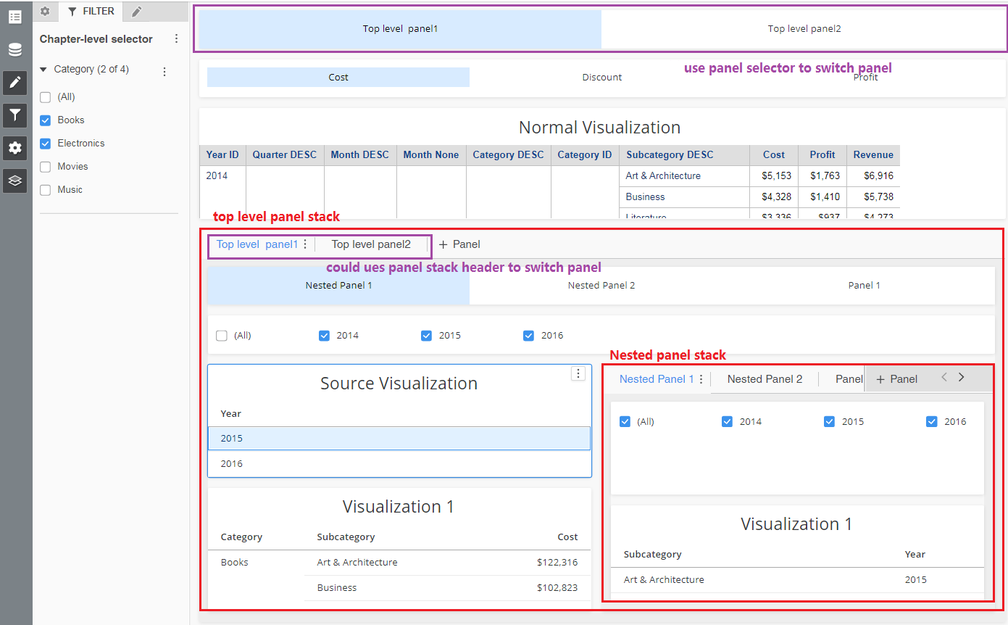 FILTER
Chapter-level selector
Category (2 of 4)
(All)
Books
Electronics
Movies
Music
Top level panel1
Top level panel2
use panel selector to switch panel
Cost
Discount
Profit
Normal Visualization
Year ID Quarter DESC Month DESC Month None Category DESC Category ID Subcategory DESC Cost Profit Revenue
2014 Art & Architecture $5,153 $1,763 $6,916
Business $4,328 $1,410 $5,738
Literature $3,336 $937 $4,273
top level panel stack
Top level panel1 Top level panel2 + Panel
could ues panel stack header to switch panel
Nested Panel 1 Nested Panel 2 Panel 1
(All) 2014 2015 2016
Source Visualization
Year
2015
2016
Visualization 1
Category Subcategory Cost
Books Art & Architecture $122,316
Business $102,823
Nested panel stack
Nested Panel 1 Nested Panel 2 Panel + Panel
(All) 2014 2015 2016
Visualization 1
Subcategory Year
Art & Architecture 2015